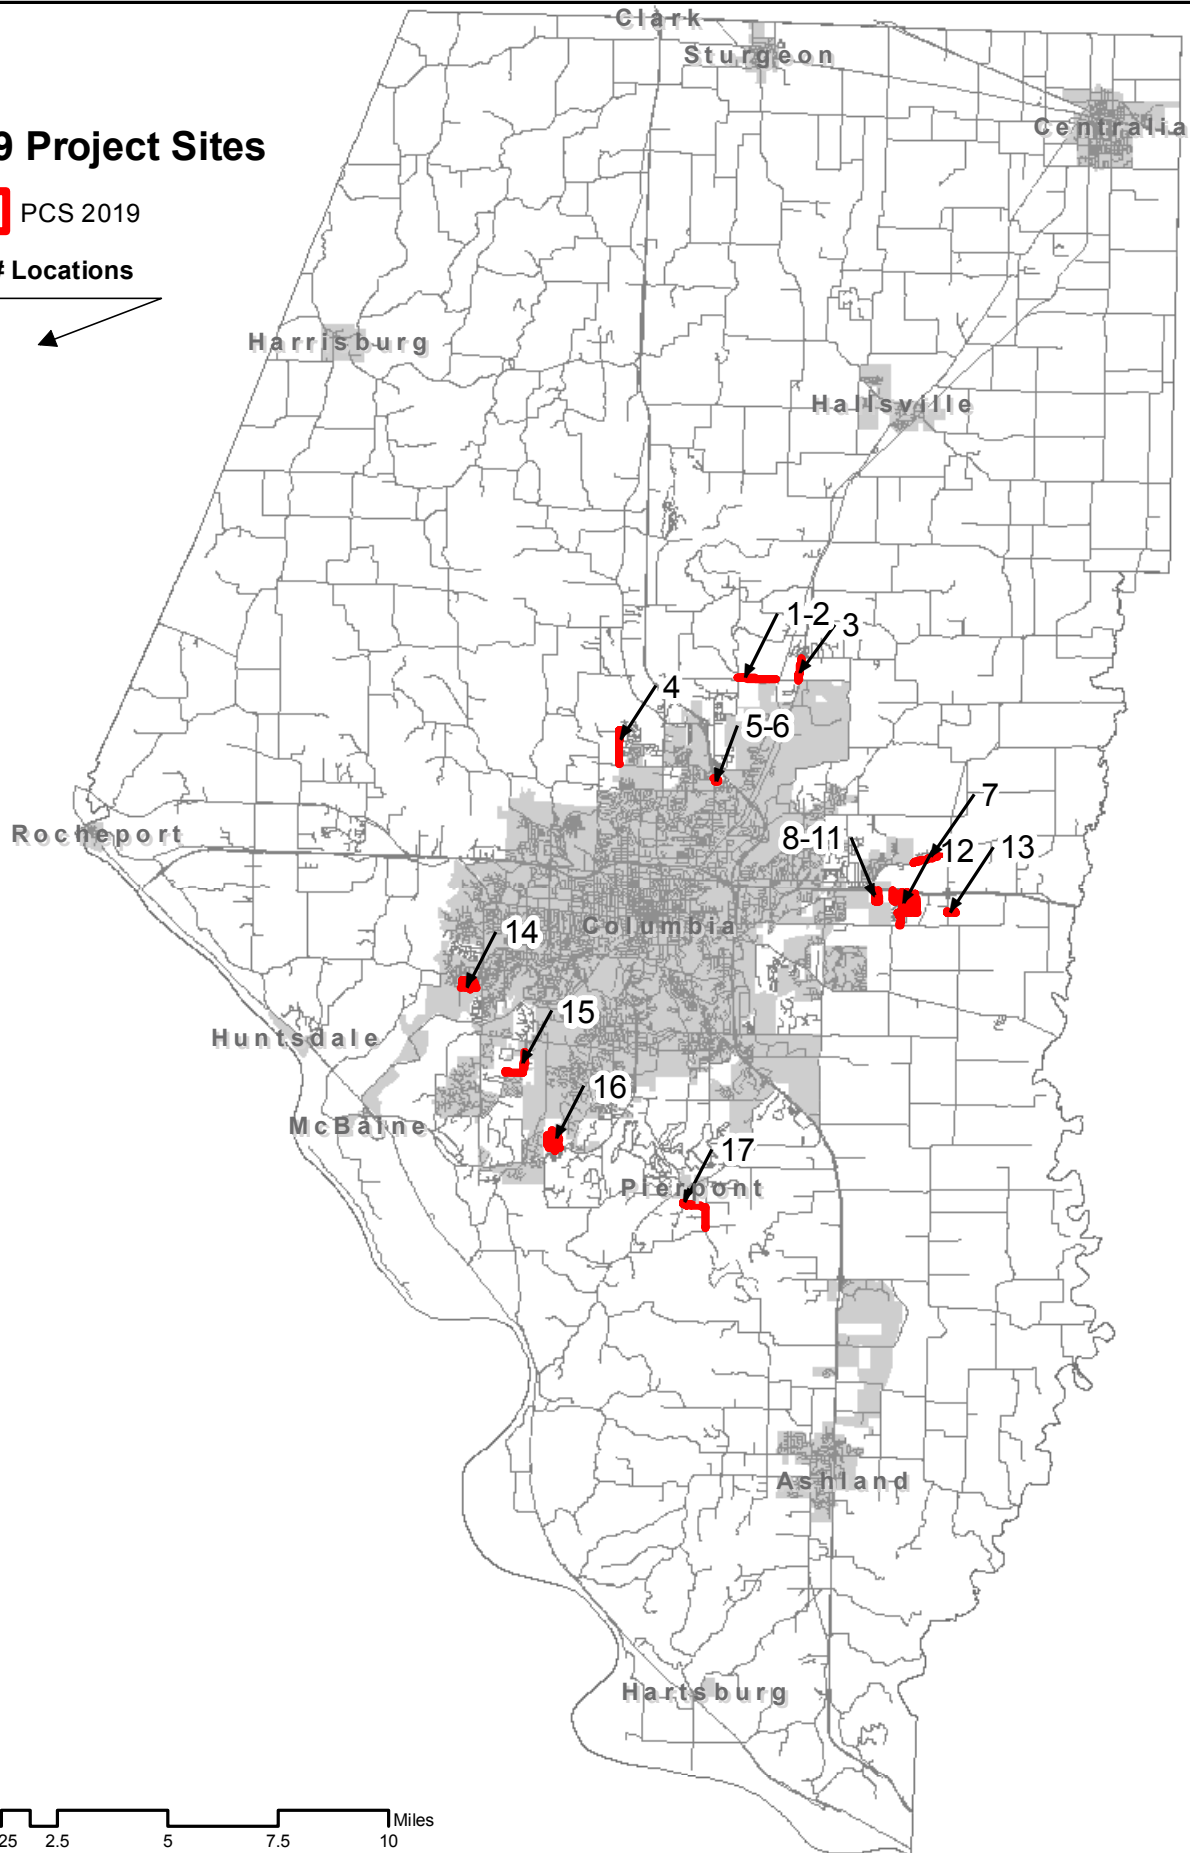 Clark
Sturgeon
Centralia
9 Project Sites
PCS 2019
# Locations
Harrisburg
Hallsville
1-2
3
4
5-6
7
Rocheport
8-11
12
13
Columbia
14
15
Huntsdale
16
McBaine
17
Pierpont
Ashland
Hartsburg
Miles
25 2.5 5 7.5 10